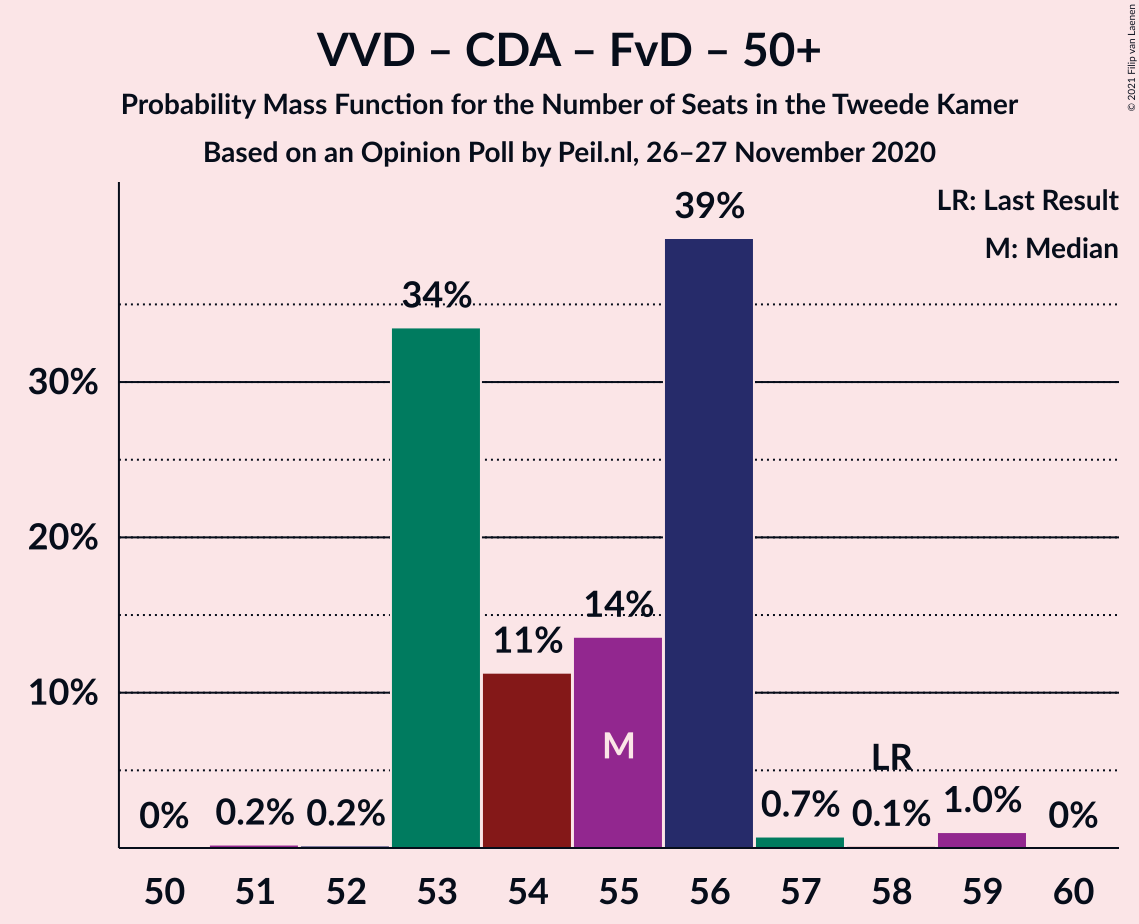 VVD – CDA – FvD – 50+
Probability Mass Function for the Number of Seats in the Tweede Kamer
Based on an Opinion Poll by Peil.nl, 26–27 November 2020
© 2021 Filip van Laenen
LR: Last Result
M: Median
30%
20%
10%
0%
0.2%
0.2%
34%
11%
14%
M
39%
0.7%
LR
0.1%
1.0%
0%
50 51 52 53 54 55 56 57 58 59 60